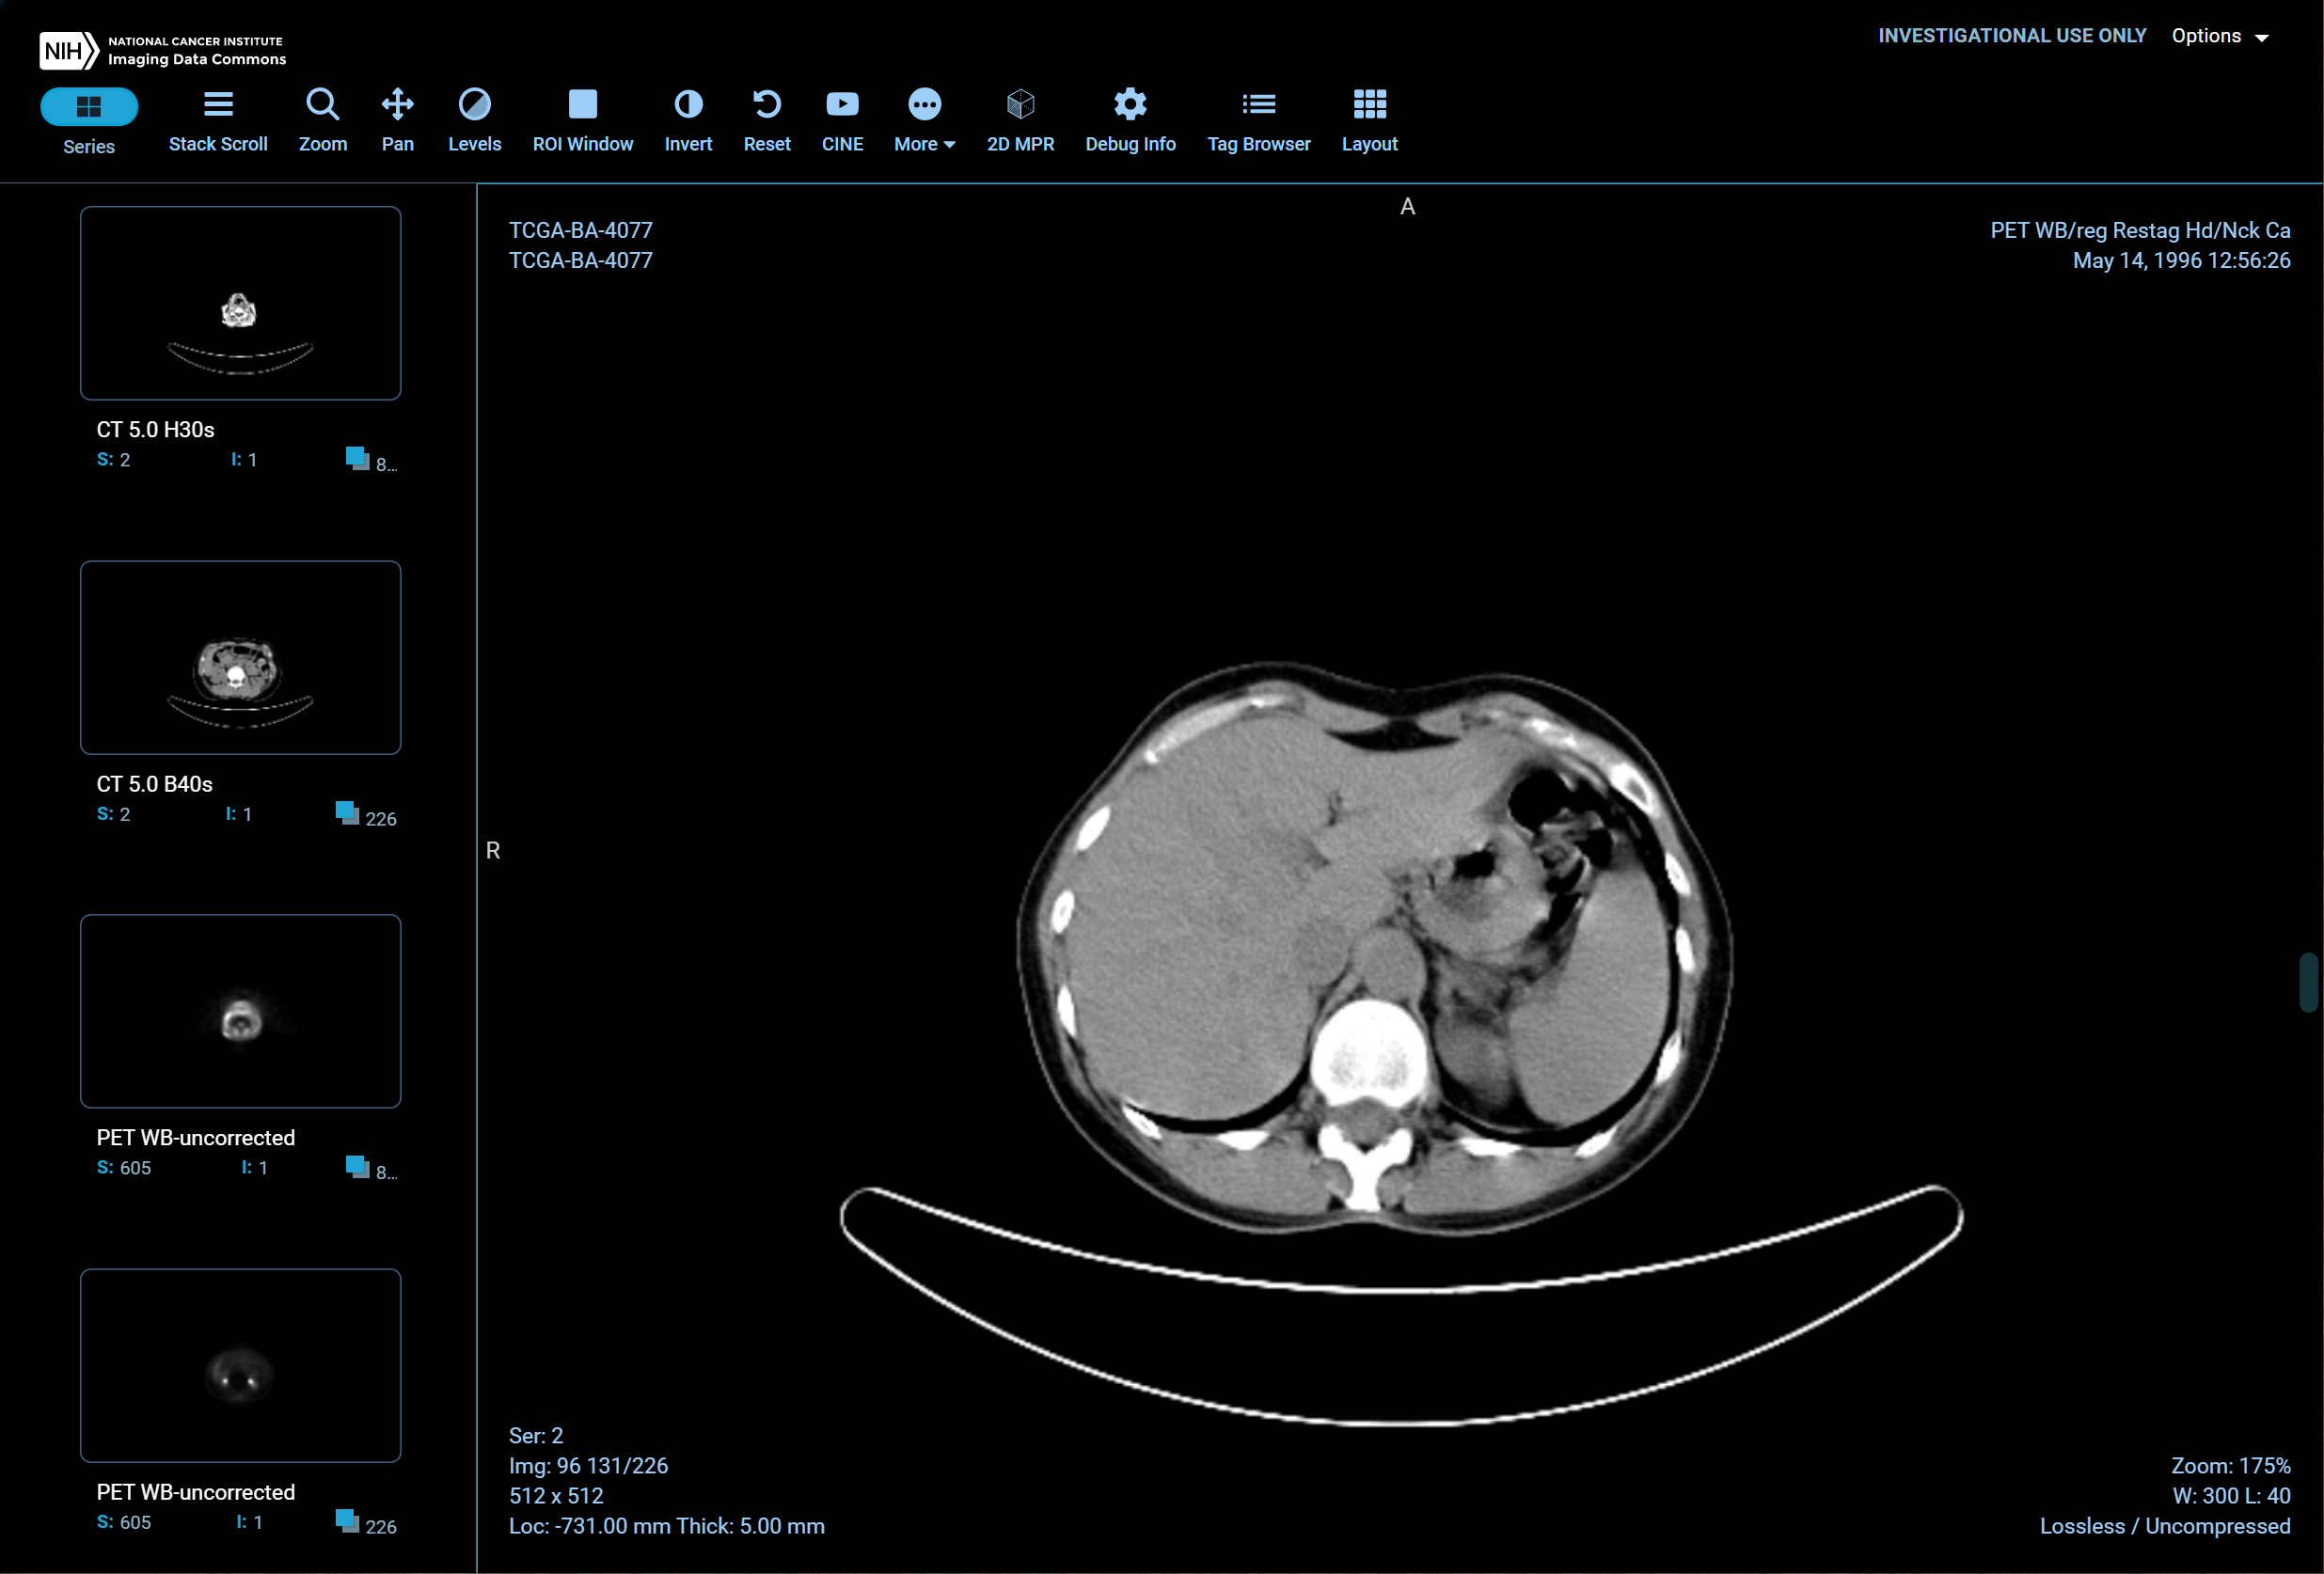 NIH NATIONAL CANCER INSTITUTE
Imaging Data Commons
INVESTIGATIONAL USE ONLY Options
Series Stack Scroll Zoom Pan Levels ROI Window Invert Reset CINE More 2D MPR Debug Info Tag Browser Layout
CT 5.0 H30s
S: 2 I: 1 8...
CT 5.0 B40s
S: 2 I: 1 226
PET WB-uncorrected
S: 605 I: 1 8...
PET WB-uncorrected
S: 605 I: 1 226
A
TCGA-BA-4077
TCGA-BA-4077
PET WB/reg Restag Hd/Nck Ca
May 14, 1996 12:56:26
R
Ser: 2
Img: 96 131/226
512 x 512
Loc: -731.00 mm Thick: 5.00 mm
Zoom: 175%
W: 300 L: 40
Lossless / Uncompressed